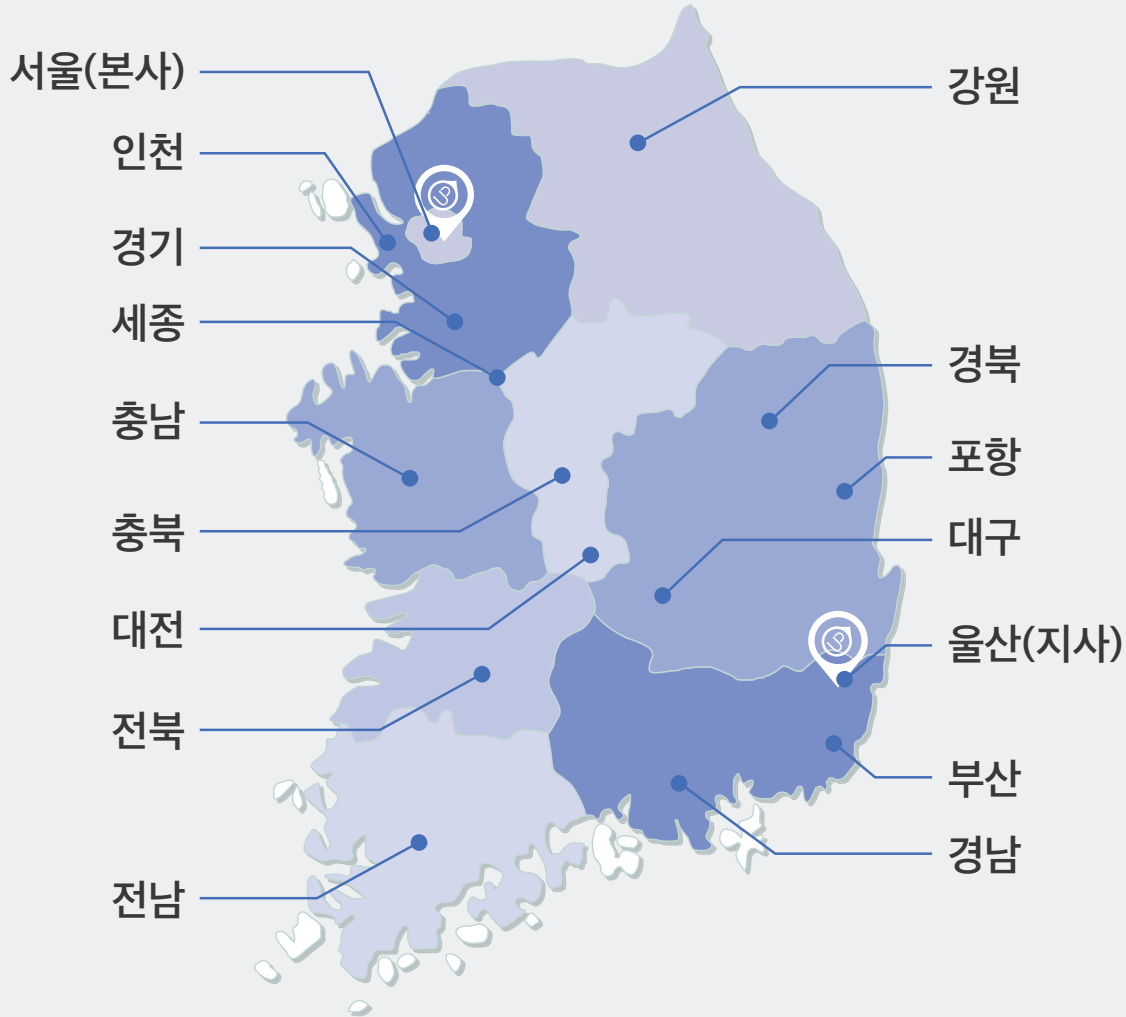 서울(본사)
인천
경기
세종
충남
충북
대전
전북
전남
강원
경북
포항
대구
울산(지사)
부산
경남